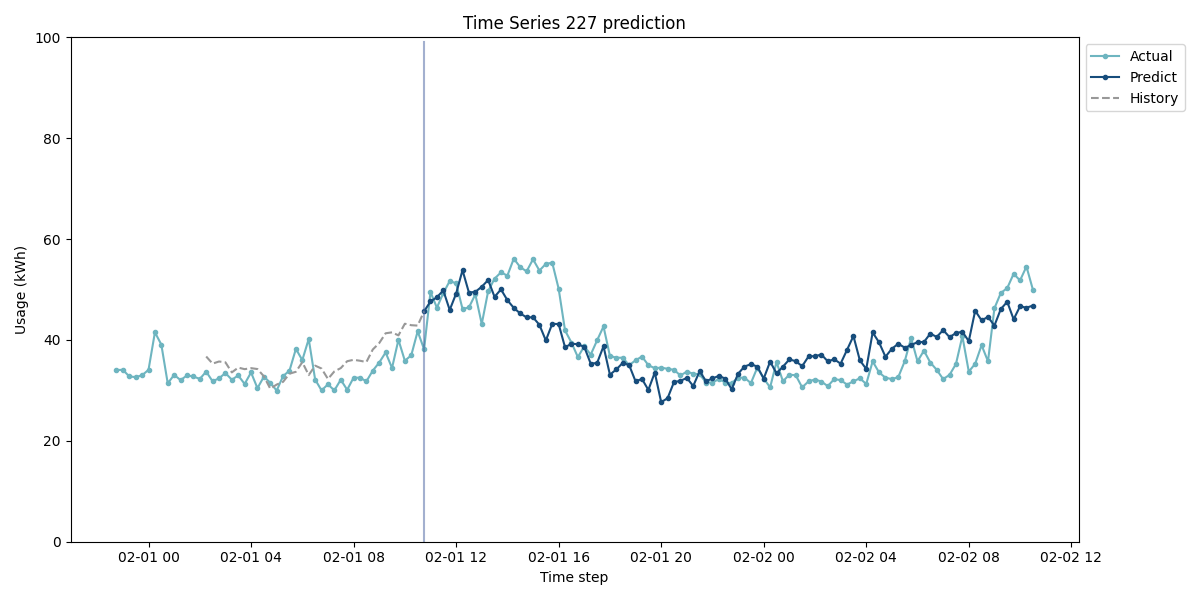 Time Series 227 prediction
100
80
60
40
20
0
Usage (kWh)
02-01 00 02-01 04 02-01 08 02-01 12 02-01 16 02-01 20 02-02 00 02-02 04 02-02 08 02-02 12
Time step
Actual
Predict
History